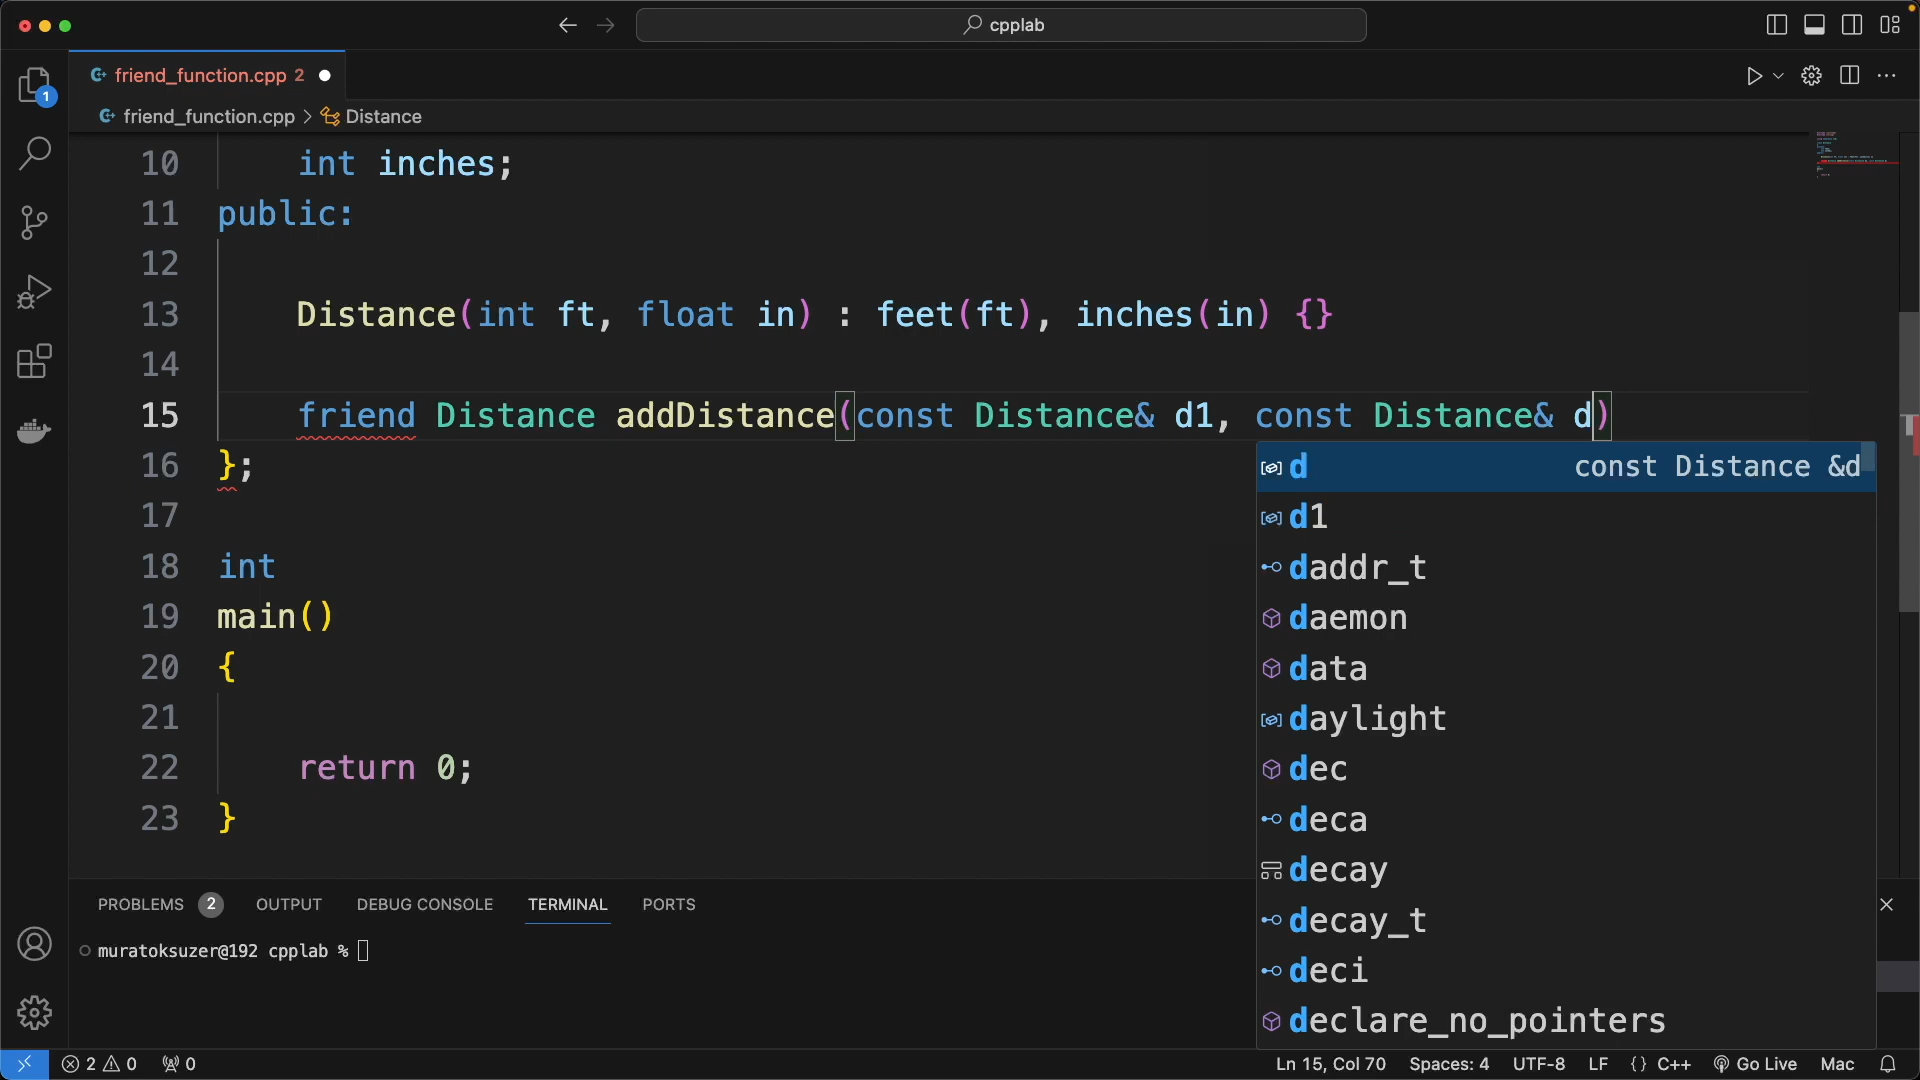 cpplab
friend_function.cpp 2
friend_function.cpp > Distance
1
10 int inches;
11 public:
12
13 Distance(int ft, float in) : feet(ft), inches(in) {}
14
15 friend Distance addDistance(const Distance& d1, const Distance& d)
16 };
17
18 int
19 main()
20 {
21
22 return 0;
23 }
d const Distance &d
d1
daddr_t
daemon
data
daylight
dec
deca
decay
decay_t
deci
declare_no_pointers
PROBLEMS 2 OUTPUT DEBUG CONSOLE TERMINAL PORTS
muratoksuzer@192 cpplab %
2 0 0 Ln 15, Col 70 Spaces: 4 UTF-8 LF {} C++ Go Live Mac